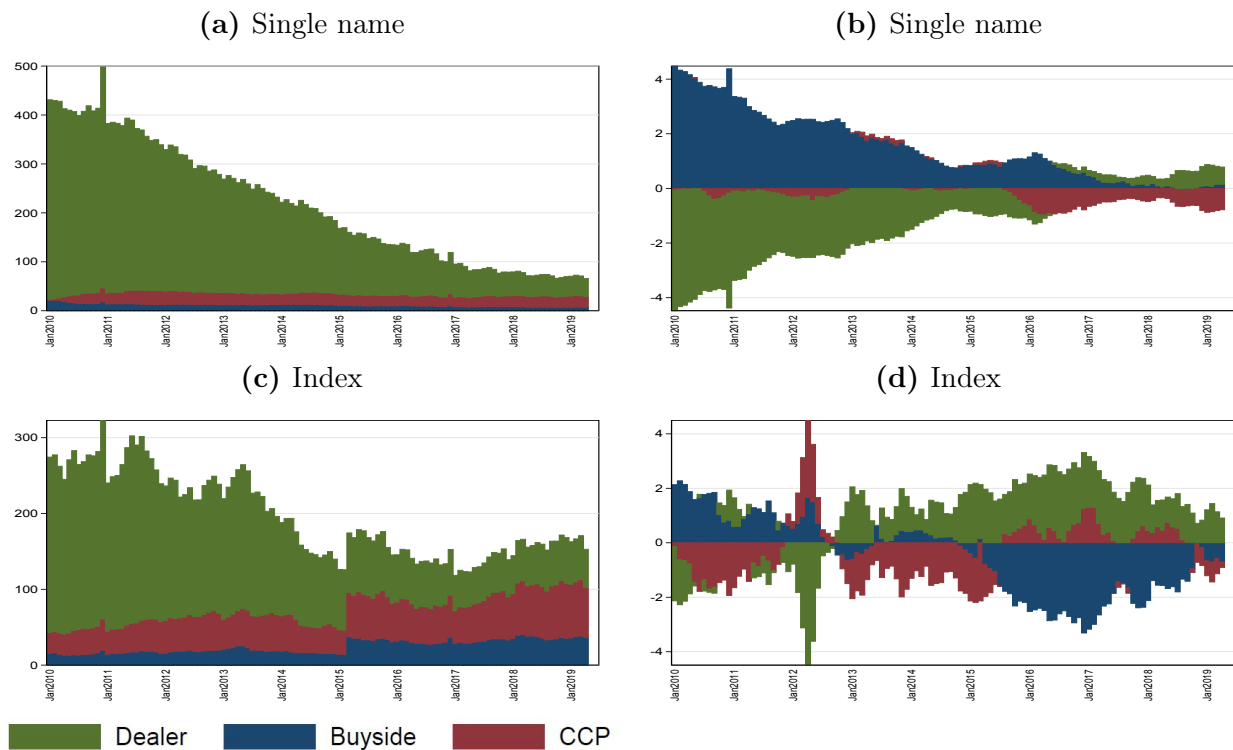 (a) Single name
(b) Single name
500
400
300
200
100
0
Jan2010
Jan2011
Jan2012
Jan2013
Jan2014
Jan2015
Jan2016
Jan2017
Jan2018
Jan2019
4
2
0
-2
-4
Jan2010
Jan2011
Jan2012
Jan2013
Jan2014
Jan2015
Jan2016
Jan2017
Jan2018
Jan2019
(c) Index
(d) Index
300
200
100
0
Jan2010
Jan2011
Jan2012
Jan2013
Jan2014
Jan2015
Jan2016
Jan2017
Jan2018
Jan2019
4
2
0
-2
-4
Jan2010
Jan2011
Jan2012
Jan2013
Jan2014
Jan2015
Jan2016
Jan2017
Jan2018
Jan2019
Dealer Buyside CCP